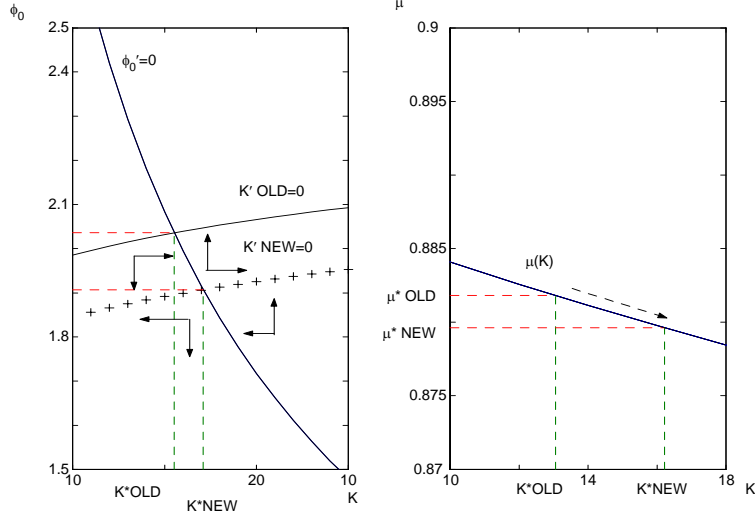 ϕ0
2.5
2.4
2.1
1.8
1.5
ϕ0′=0
K′ OLD=0
K′ NEW=0
10
20
10
K*OLD
K*NEW
K
μ
0.9
0.895
0.885
0.875
0.87
μ* OLD
μ* NEW
μ(K)
10
14
18
K*OLD
K*NEW
K